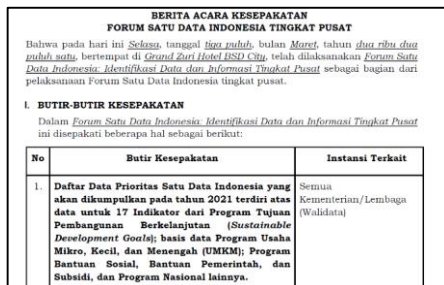 BERITA ACARA KESEPAKATAN
FORUM SATU DATA INDONESIA TINGKAT PUSAT
Bahwa pada hari ini Selasa, tanggal tiga puluh, bulan Maret, tahun dua ribu dua
puluh satu, bertempat di Grand Zuri Hotel BSD City, telah dilaksanakan Forum Satu
Data Indonesia: Identifikasi Data dan Informasi Tingkat Pusat sebagai bagian dari
pelaksanaan Forum Satu Data Indonesia tingkat pusat.
I. BUTIR-BUTIR KESEPAKATAN
Dalam Forum Satu Data Indonesia: Identifikasi Data dan Informasi Tingkat Pusat
ini disepakati beberapa hal sebagai berikut:
No Butir Kesepakatan Instansi Terkait
1. Daftar Data Prioritas Satu Data Indonesia yang Semua
akan dikumpulkan pada tahun 2021 terdiri atas Kementerian/Lembaga
data untuk 17 Indikator dari Program Tujuan (Walidata)
Pembangunan Berkelanjutan (Sustainable
Development Goals); basis data Program Usaha
Mikro, Kecil, dan Menengah (UMKM); Program
Bantuan Sosial, Bantuan Pemerintah, dan
Subsidi, dan Program Nasional lainnya.